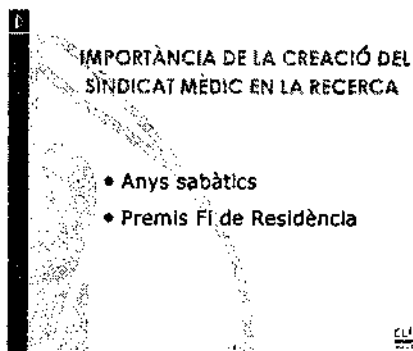 IMPORTÀNCIA DE LA CREACIÓ DEL
SINDICAT MÈDIC EN LA RECERCA
• Anys sabàtics
• Premis Fi de Residència